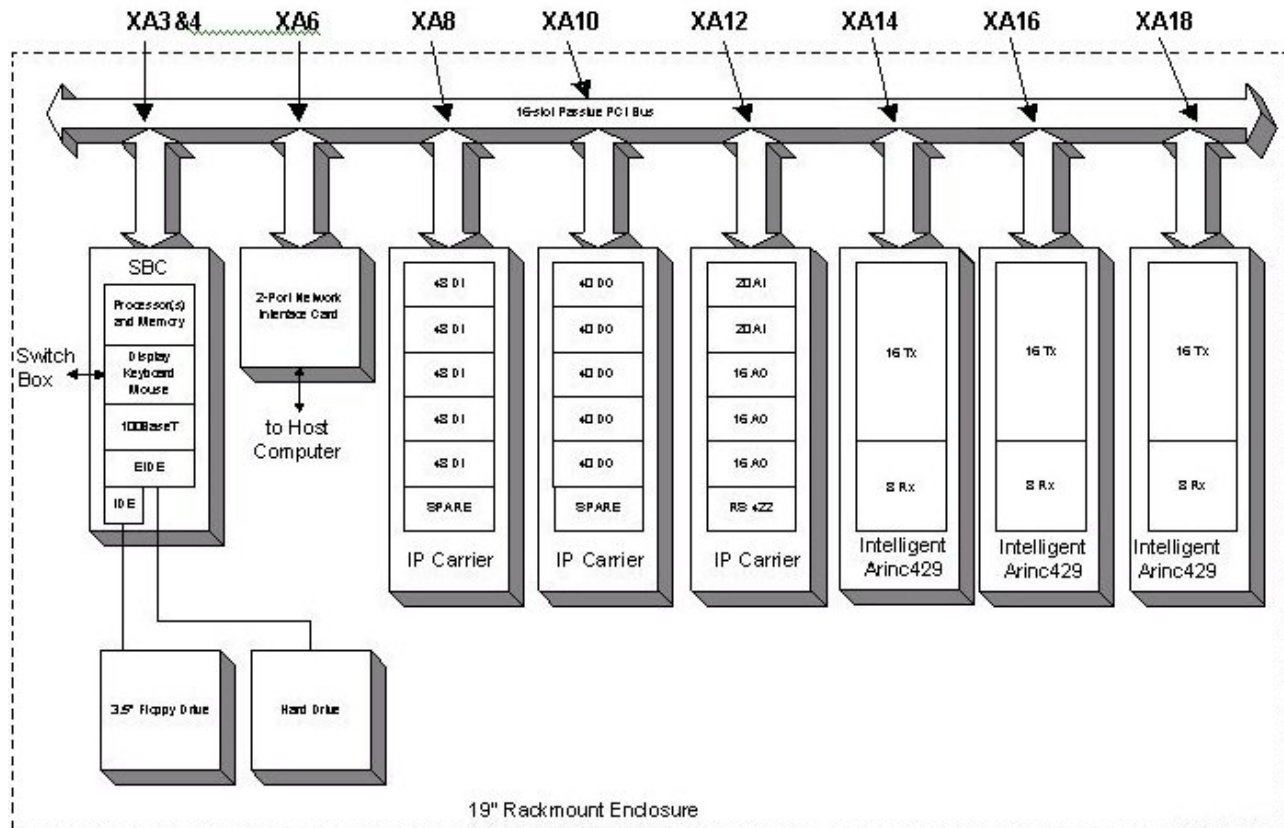 XA3&4
XA6
XA8
XA10
XA12
XA14
XA16
XA18
16-slot Passive PCI Bus
SBC
Processor(s)
and Memory
Display
Keyboard
Mouse
100BaseT
EIDE
IDE
Switch
Box
2-Port Network
Interface Card
to Host
Computer
48 DI
48 DI
48 DI
48 DI
48 DI
SPARE
IP Carrier
40 DO
40 DO
40 DO
40 DO
40 DO
SPARE
IP Carrier
20 AI
20 AI
16 AO
16 AO
16 AO
RS 422
IP Carrier
16 Tx
8 Rx
Intelligent
Arinc429
16 Tx
8 Rx
Intelligent
Arinc429
16 Tx
8 Rx
Intelligent
Arinc429
3.5" Floppy Drive
Hard Drive
19" Rackmount Enclosure